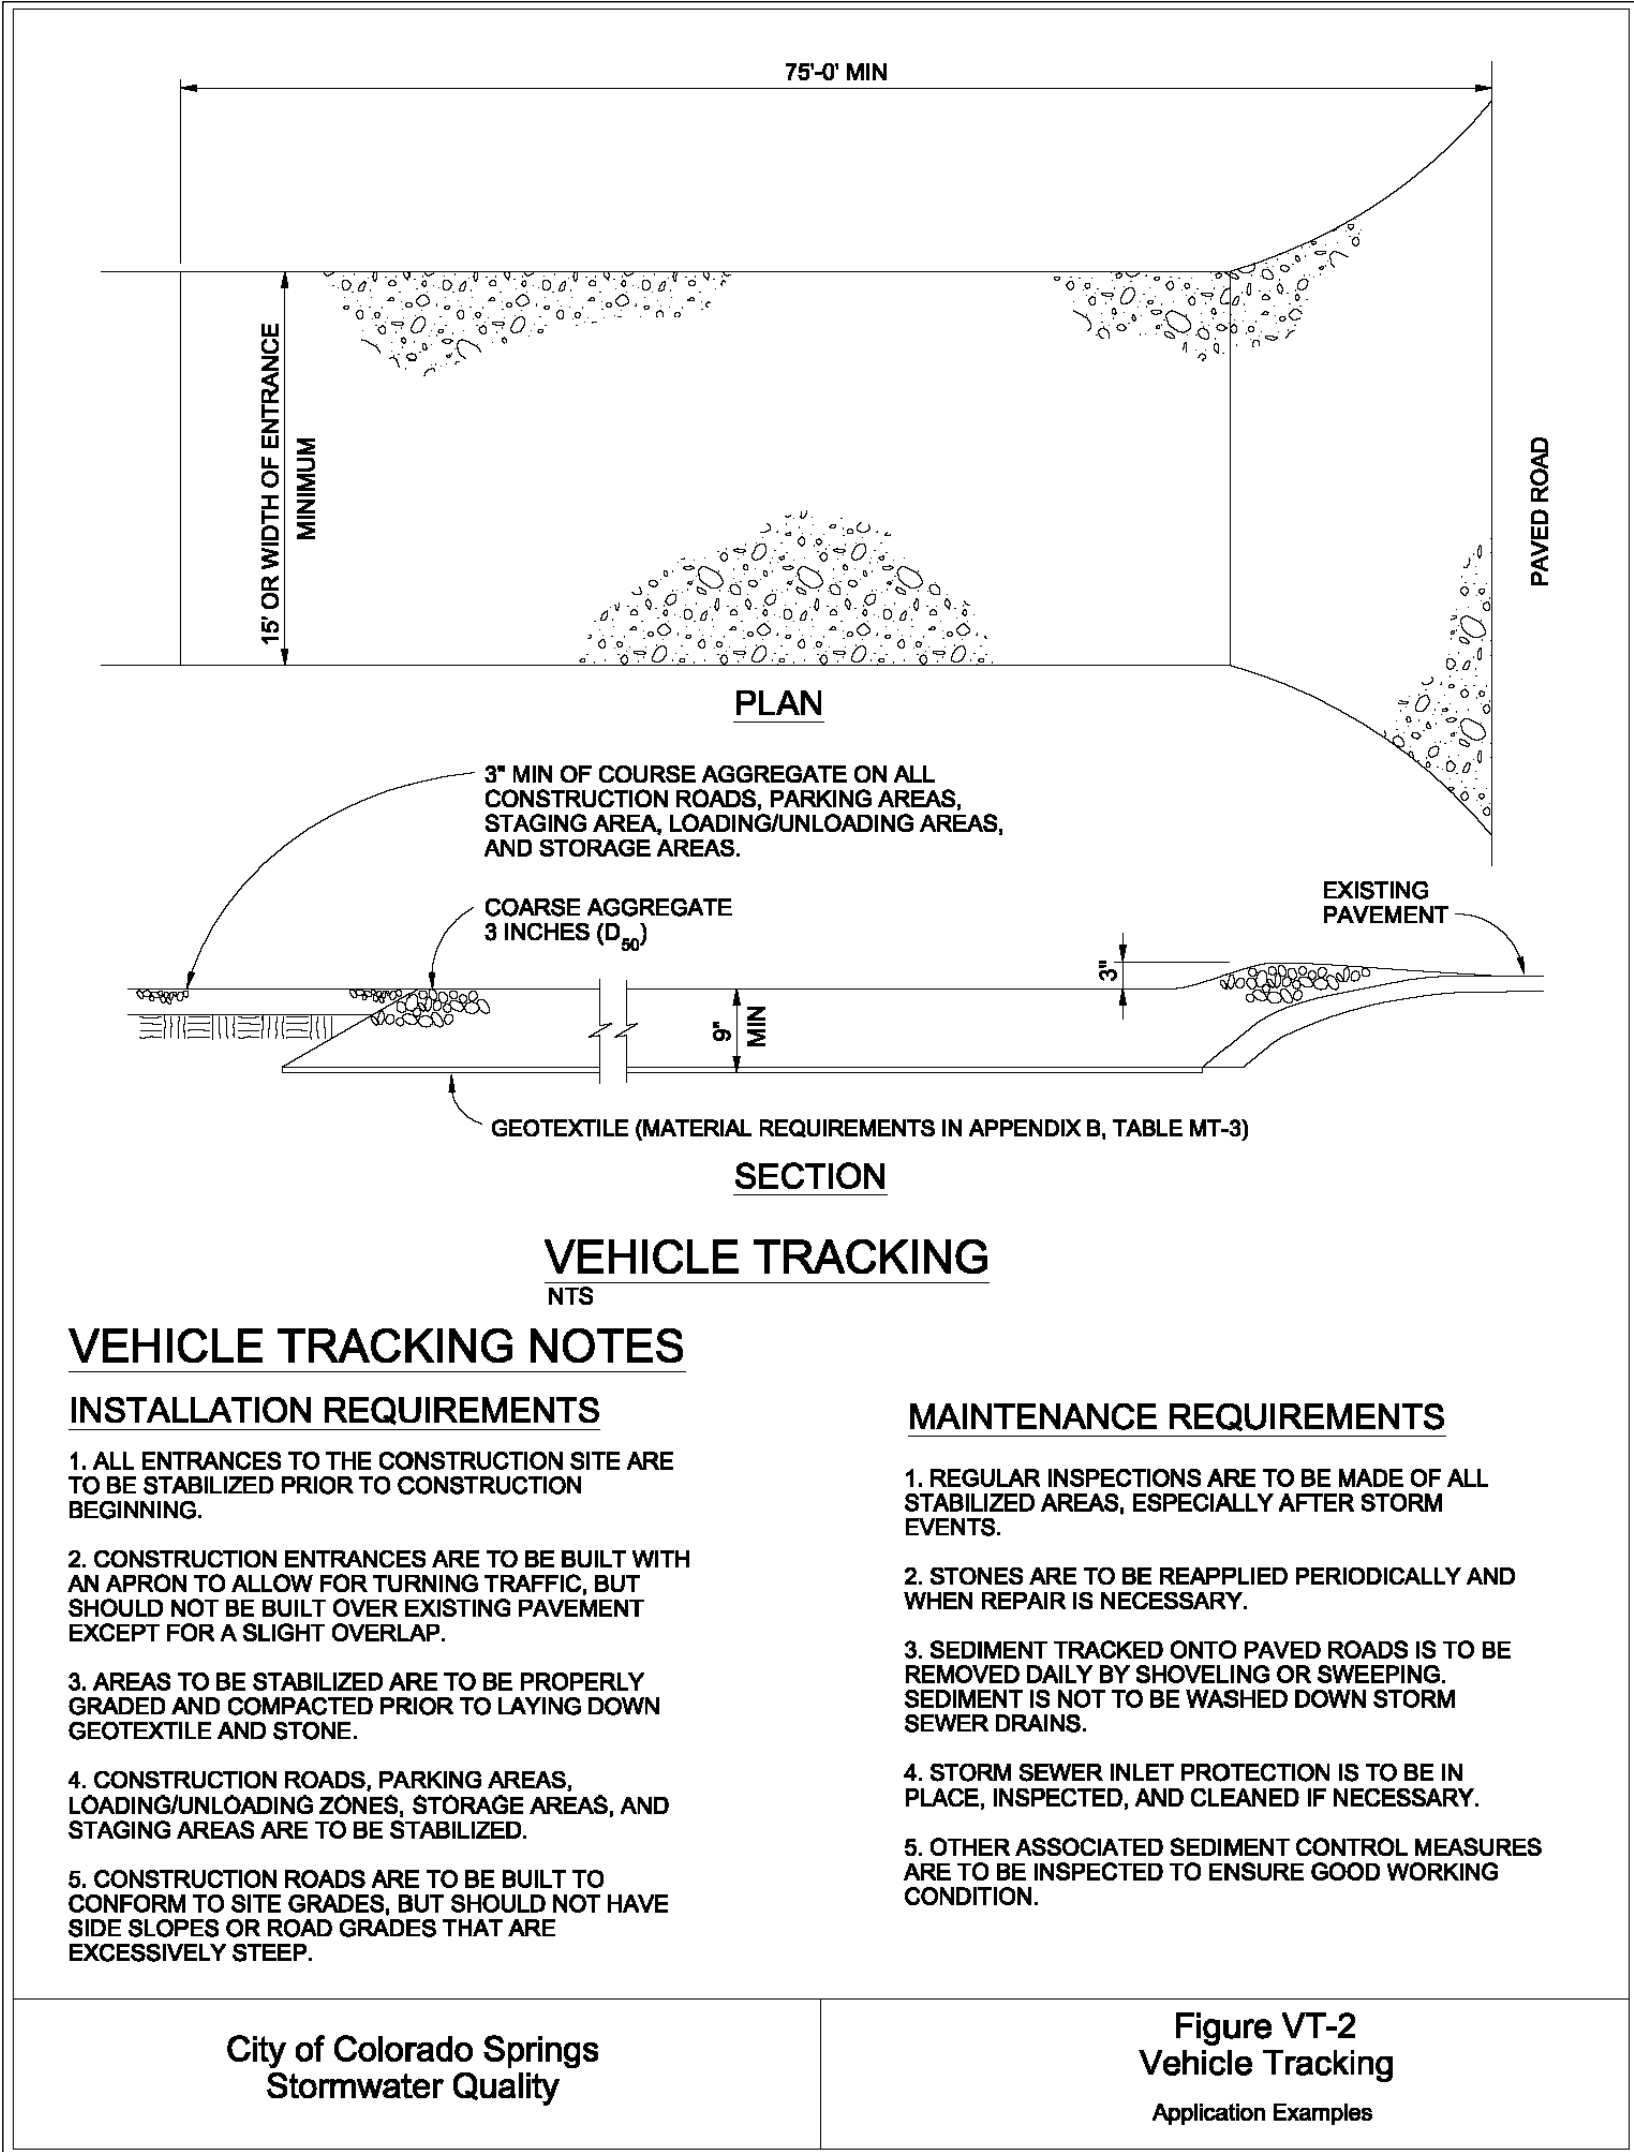 75'-0' MIN
15' OR WIDTH OF ENTRANCE
MINIMUM
PAVED ROAD
PLAN
3" MIN OF COURSE AGGREGATE ON ALL
CONSTRUCTION ROADS, PARKING AREAS,
STAGING AREA, LOADING/UNLOADING AREAS,
AND STORAGE AREAS.
COARSE AGGREGATE
3 INCHES (D50)
EXISTING
PAVEMENT
3"
9"
MIN
GEOTEXTILE (MATERIAL REQUIREMENTS IN APPENDIX B, TABLE MT-3)
SECTION
VEHICLE TRACKING
NTS
VEHICLE TRACKING NOTES
INSTALLATION REQUIREMENTS
1. ALL ENTRANCES TO THE CONSTRUCTION SITE ARE
TO BE STABILIZED PRIOR TO CONSTRUCTION
BEGINNING.
2. CONSTRUCTION ENTRANCES ARE TO BE BUILT WITH
AN APRON TO ALLOW FOR TURNING TRAFFIC, BUT
SHOULD NOT BE BUILT OVER EXISTING PAVEMENT
EXCEPT FOR A SLIGHT OVERLAP.
3. AREAS TO BE STABILIZED ARE TO BE PROPERLY
GRADED AND COMPACTED PRIOR TO LAYING DOWN
GEOTEXTILE AND STONE.
4. CONSTRUCTION ROADS, PARKING AREAS,
LOADING/UNLOADING ZONES, STORAGE AREAS, AND
STAGING AREAS ARE TO BE STABILIZED.
5. CONSTRUCTION ROADS ARE TO BE BUILT TO
CONFORM TO SITE GRADES, BUT SHOULD NOT HAVE
SIDE SLOPES OR ROAD GRADES THAT ARE
EXCESSIVELY STEEP.
MAINTENANCE REQUIREMENTS
1. REGULAR INSPECTIONS ARE TO BE MADE OF ALL
STABILIZED AREAS, ESPECIALLY AFTER STORM
EVENTS.
2. STONES ARE TO BE REAPPLIED PERIODICALLY AND
WHEN REPAIR IS NECESSARY.
3. SEDIMENT TRACKED ONTO PAVED ROADS IS TO BE
REMOVED DAILY BY SHOVELING OR SWEEPING.
SEDIMENT IS NOT TO BE WASHED DOWN STORM
SEWER DRAINS.
4. STORM SEWER INLET PROTECTION IS TO BE IN
PLACE, INSPECTED, AND CLEANED IF NECESSARY.
5. OTHER ASSOCIATED SEDIMENT CONTROL MEASURES
ARE TO BE INSPECTED TO ENSURE GOOD WORKING
CONDITION.
City of Colorado Springs
Stormwater Quality
Figure VT-2
Vehicle Tracking
Application Examples